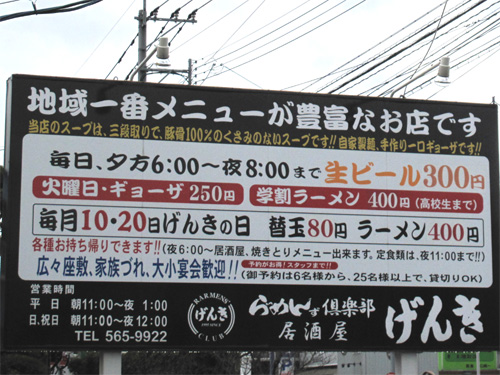 地域一番メニューが豊富なお店です
当店のスープは、三段取りで、豚骨100%のくさみのないスープです!!自家製麺、手作り一口ギョーザです!!
毎日、夕方6:00〜夜8:00まで 生ビール300円
火曜日・ギョーザ 250円 学割ラーメン 400円(高校生まで)
毎月10・20日げんきの日 替玉80円 ラーメン400円
各種お持ち帰りできます!!(夜6:00〜居酒屋、焼きとりメニュー出来ます。定食類は、夜11:00まで!!)
広々座敷、家族づれ、大小宴会歓迎!!
予約がお得!スタッフまで!!
(御予約は6名様から、25名様以上で、貸切りOK)
営業時間
平 日 朝11:00〜夜 1:00
日、祝日 朝11:00〜夜12:00
TEL 565-9922
RARMENS'
げんき
CLUB
らぁめんず倶楽部
居酒屋
げんき